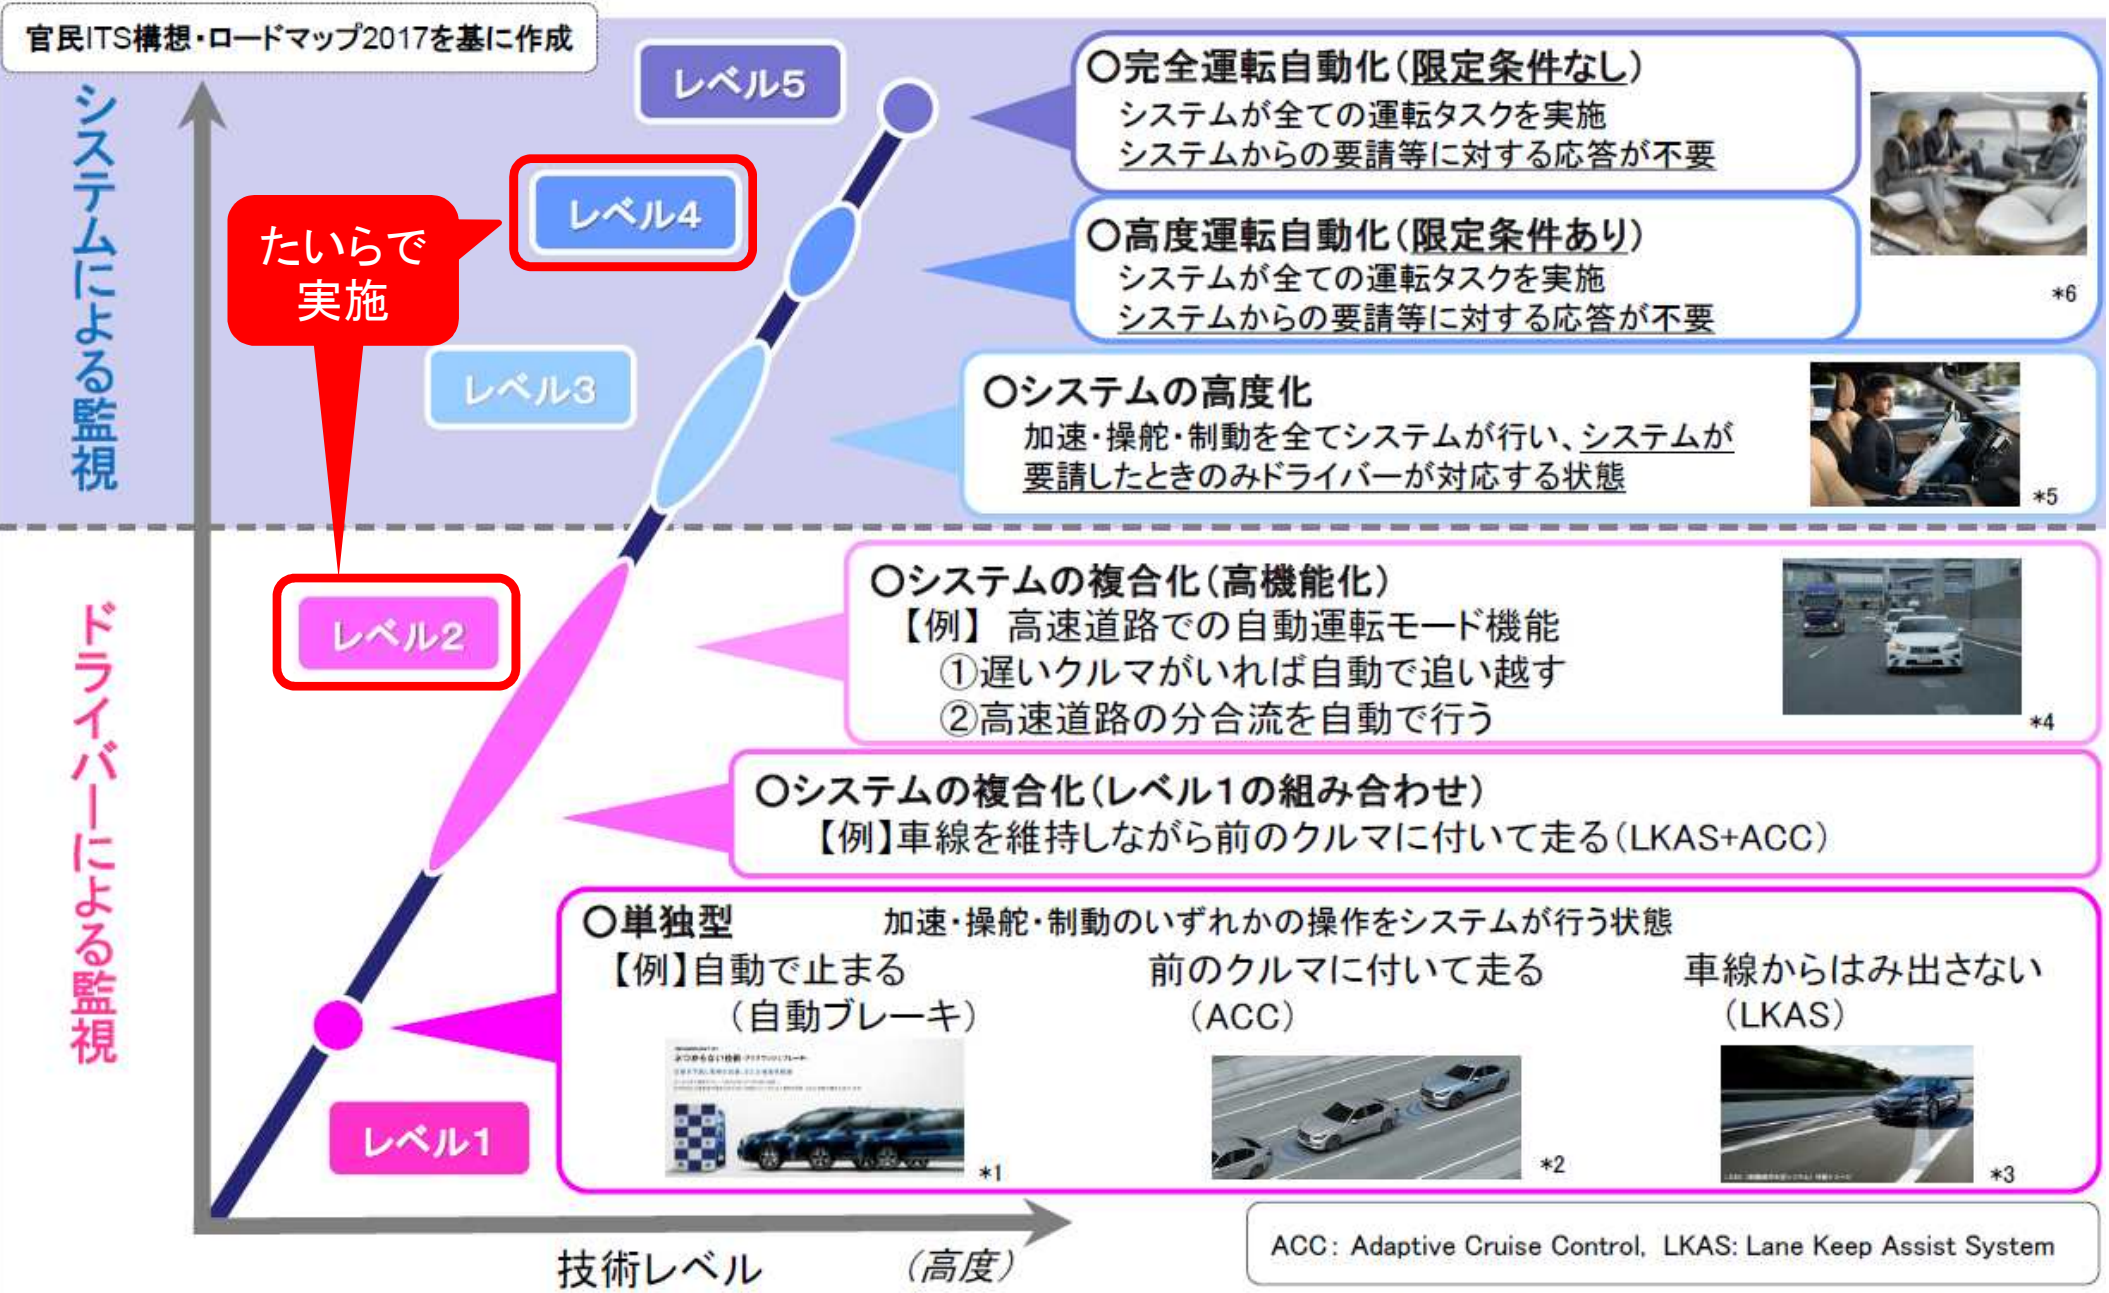 官民ITS構想・ロードマップ2017を基に作成
システムによる監視
ドライバーによる監視
レベル5
○完全運転自動化(限定条件なし)
システムが全ての運転タスクを実施
システムからの要請等に対する応答が不要
レベル4
たいらで
実施
○高度運転自動化(限定条件あり)
システムが全ての運転タスクを実施
システムからの要請等に対する応答が不要
*6
レベル3
○システムの高度化
加速・操舵・制動を全てシステムが行い、システムが
要請したときのみドライバーが対応する状態
*5
レベル2
○システムの複合化(高機能化)
【例】 高速道路での自動運転モード機能
①遅いクルマがいれば自動で追い越す
②高速道路の分合流を自動で行う
*4
○システムの複合化(レベル1の組み合わせ)
【例】車線を維持しながら前のクルマに付いて走る(LKAS+ACC)
○単独型 加速・操舵・制動のいずれかの操作をシステムが行う状態
【例】自動で止まる 前のクルマに付いて走る 車線からはみ出さない
(自動ブレーキ) (ACC) (LKAS)
*1 *2 *3
レベル1
技術レベル (高度)
ACC: Adaptive Cruise Control, LKAS: Lane Keep Assist System